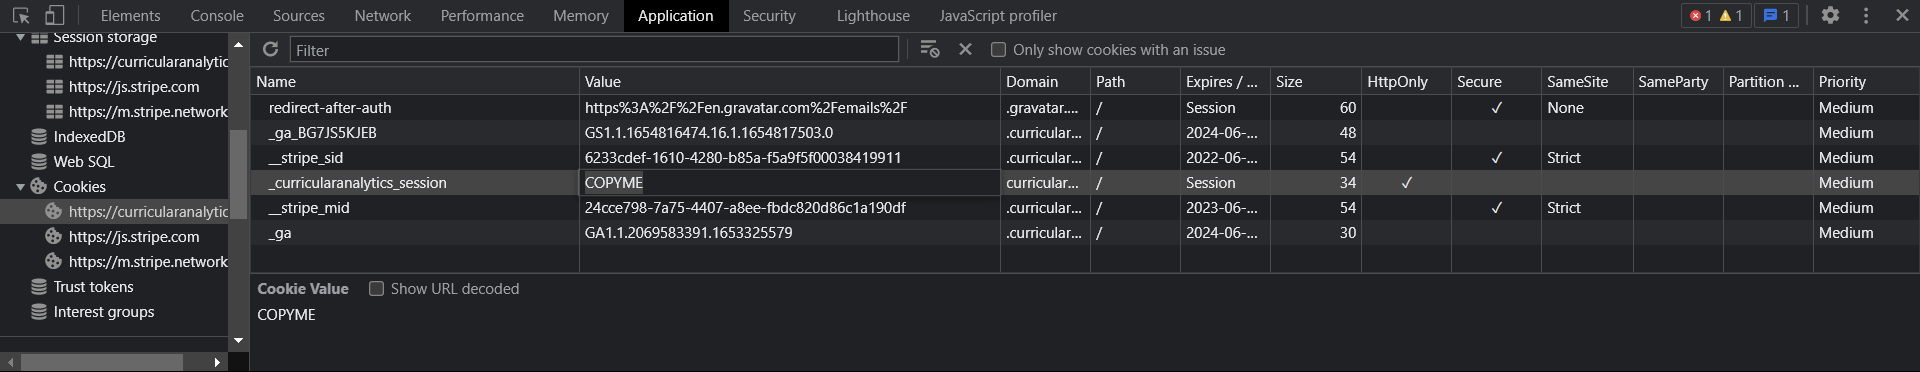 Elements Console Sources Network Performance Memory Application Security Lighthouse JavaScript profiler 1 1 1
Session storage
https://curricularanalytic
https://js.stripe.com
https://m.stripe.network
IndexedDB
Web SQL
Cookies
https://curricularanalytic
https://js.stripe.com
https://m.stripe.network
Trust tokens
Interest groups
Filter Only show cookies with an issue
Name Value Domain Path Expires / ... Size HttpOnly Secure SameSite SameParty Partition ... Priority
redirect-after-auth https%3A%2F%2Fen.gravatar.com%2Femails%2F .gravatar.... / Session 60 ✓ None Medium
_ga_BG7JS5KJEB GS1.1.1654816474.16.1.1654817503.0 .curricular... / 2024-06-... 48 Medium
__stripe_sid 6233cdef-1610-4280-b85a-f5a9f5f00038419911 .curricular... / 2022-06-... 54 ✓ Strict Medium
_curricularanalytics_session COPYME curricular... / Session 34 ✓ Medium
__stripe_mid 24cce798-7a75-4407-a8ee-fbdc820d86c1a190df .curricular... / 2023-06-... 54 ✓ Strict Medium
_ga GA1.1.2069583391.1653325579 .curricular... / 2024-06-... 30 Medium
Cookie Value Show URL decoded
COPYME